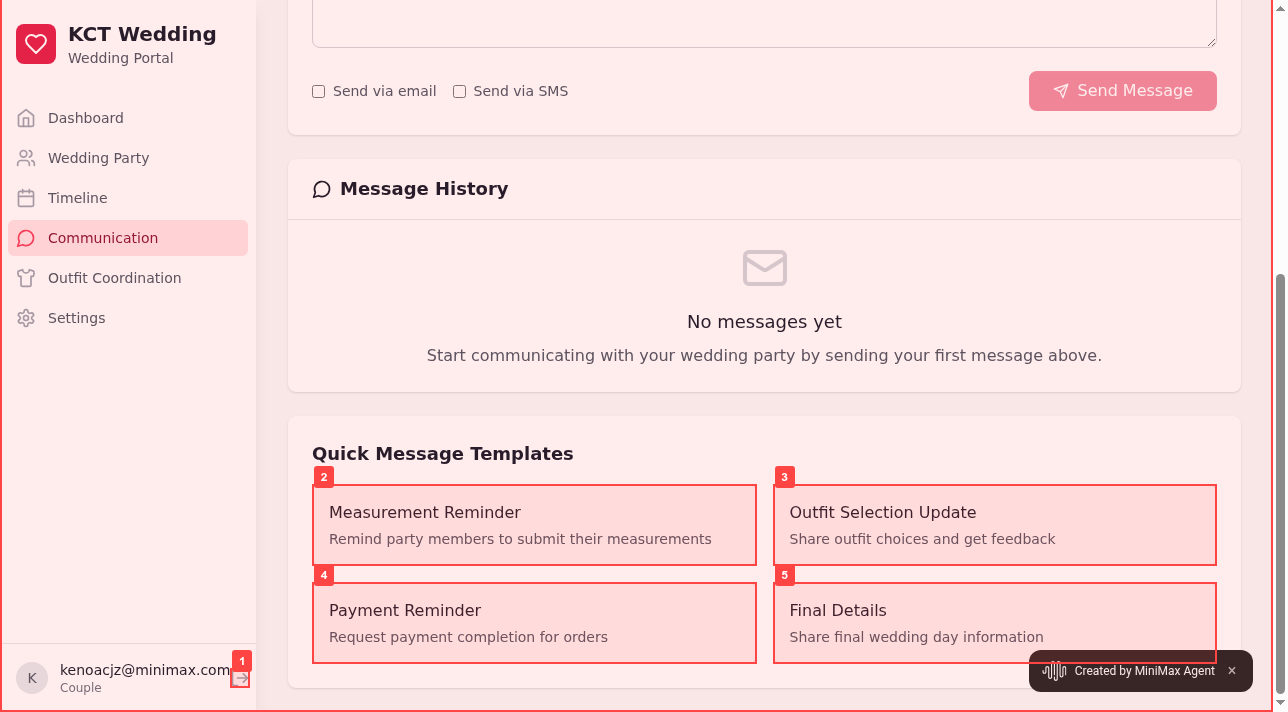 KCT Wedding
Wedding Portal
Dashboard
Wedding Party
Timeline
Communication
Outfit Coordination
Settings
K
kenoacjz@minimax.com
Couple
1
Send via email
Send via SMS
Send Message
Message History
No messages yet
Start communicating with your wedding party by sending your first message above.
Quick Message Templates
2
Measurement Reminder
Remind party members to submit their measurements
3
Outfit Selection Update
Share outfit choices and get feedback
4
Payment Reminder
Request payment completion for orders
5
Final Details
Share final wedding day information
Created by MiniMax Agent ×